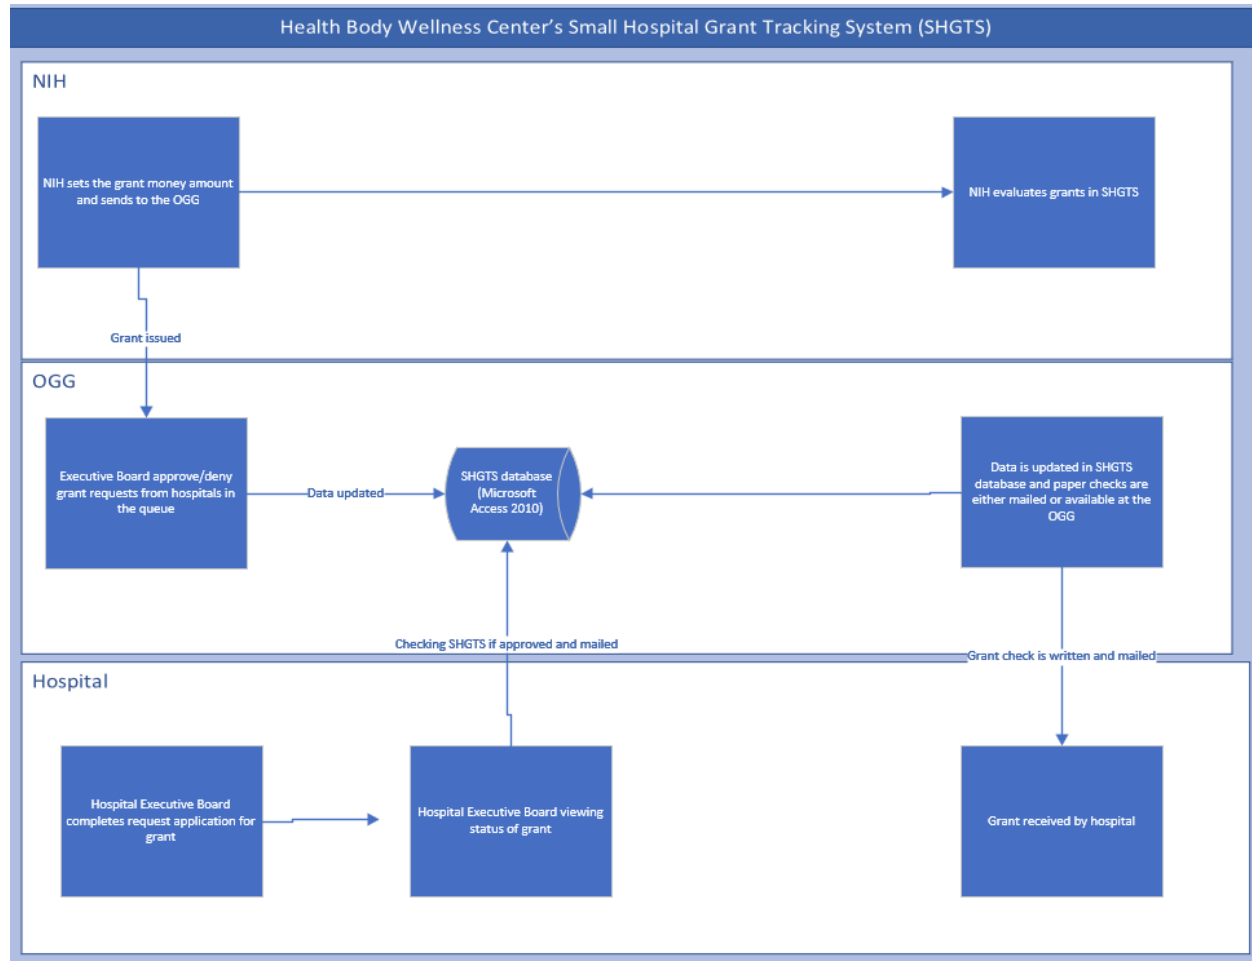 Health Body Wellness Center's Small Hospital Grant Tracking System (SHGTS)
NIH
NIH sets the grant money amount
and sends to the OGG
NIH evaluates grants in SHGTS
Grant issued
OGG
Executive Board approve/deny
grant requests from hospitals in
the queue
Data updated
SHGTS database
(Microsoft
Access 2010)
Data is updated in SHGTS
database and paper checks are
either mailed or available at the
OGG
Checking SHGTS if approved and mailed
Grant check is written and mailed
Hospital
Hospital Executive Board
completes request application for
grant
Hospital Executive Board viewing
status of grant
Grant received by hospital